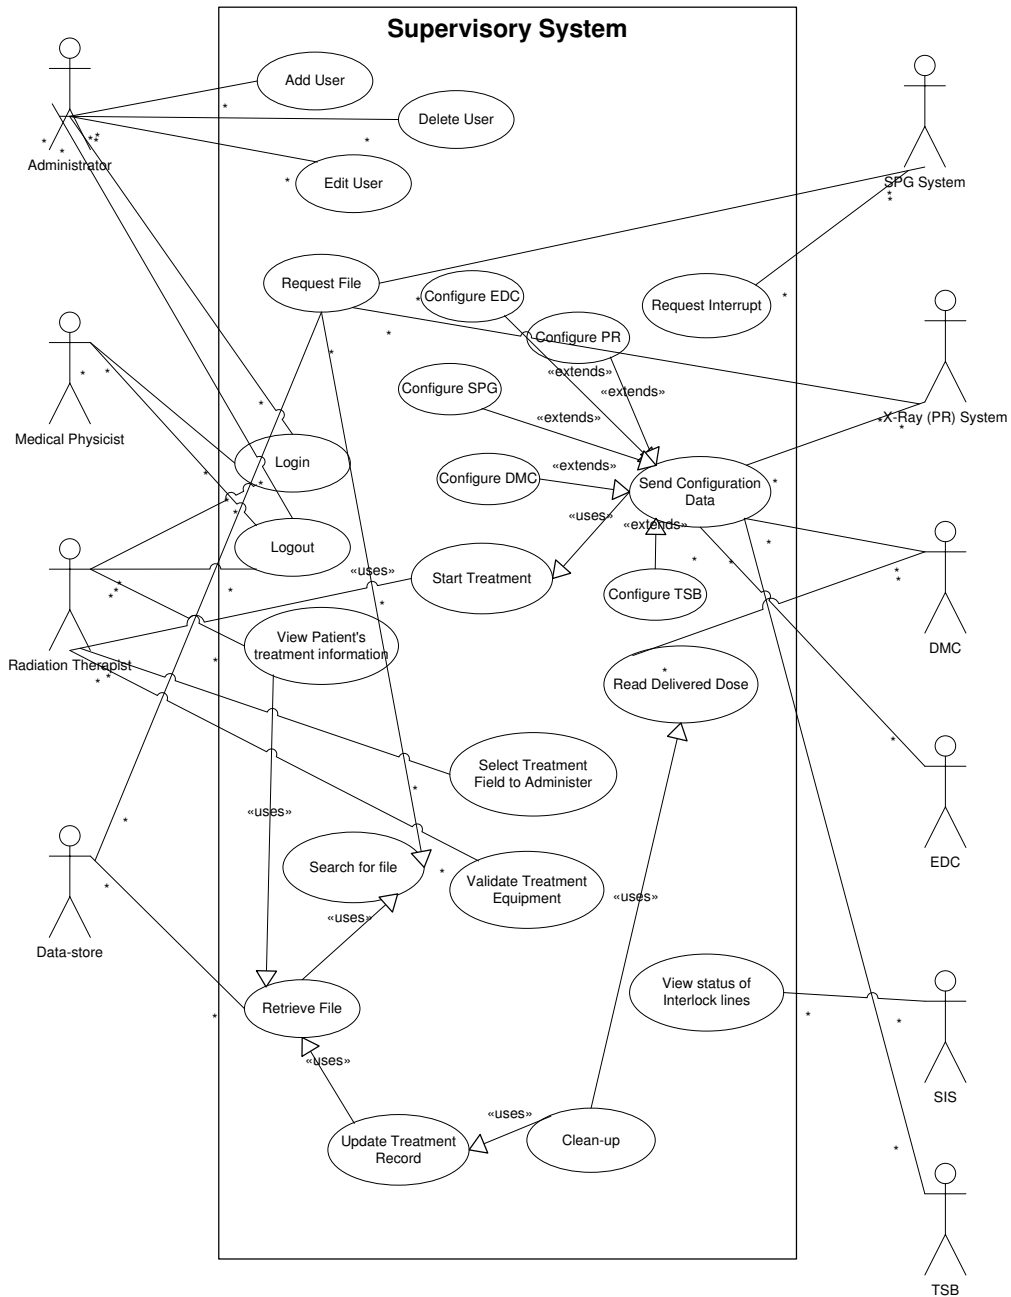 Supervisory System
Add User
Delete User
Administrator
Edit User
SPG System
Request File
Configure EDC
Request Interrupt
Configure PR
«extends»
Configure SPG
«extends»
«extends»
X-Ray (PR) System
Medical Physicist
Login
«extends»
Configure DMC
Send Configuration
Data
«uses»
«extends»
Logout
«uses»
Start Treatment
Configure TSB
View Patient's
treatment information
Radiation Therapist
DMC
Read Delivered Dose
Select Treatment
Field to Administer
«uses»
Search for file
EDC
Validate Treatment
Equipment
«uses»
«uses»
Data-store
View status of
Interlock lines
Retrieve File
«uses»
SIS
«uses»
Update Treatment
Record
Clean-up
TSB